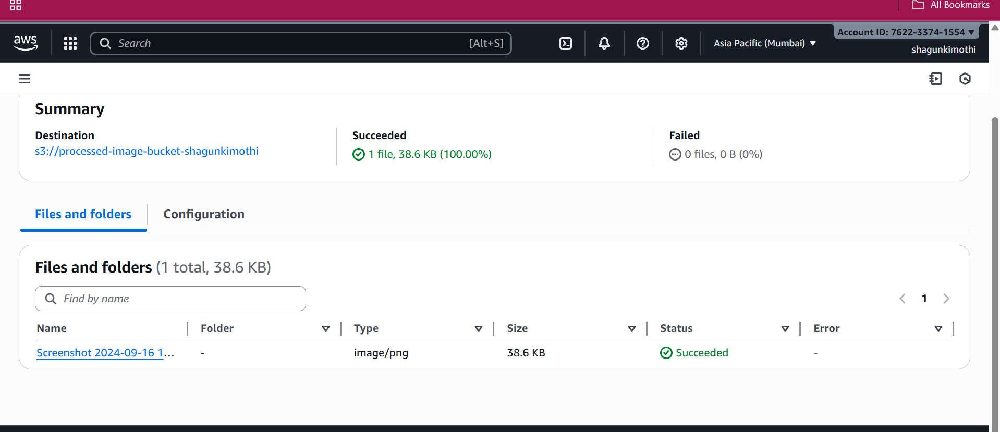 All Bookmarks
aws
Search [Alt+S]
Asia Pacific (Mumbai)
Account ID: 7622-3374-1554
shagunkimothi
Summary
Destination
s3://processed-image-bucket-shagunkimothi
Succeeded
1 file, 38.6 KB (100.00%)
Failed
0 files, 0 B (0%)
Files and folders
Configuration
Files and folders (1 total, 38.6 KB)
Find by name
1
Name Folder Type Size Status Error
Screenshot 2024-09-16 1... - image/png 38.6 KB Succeeded -